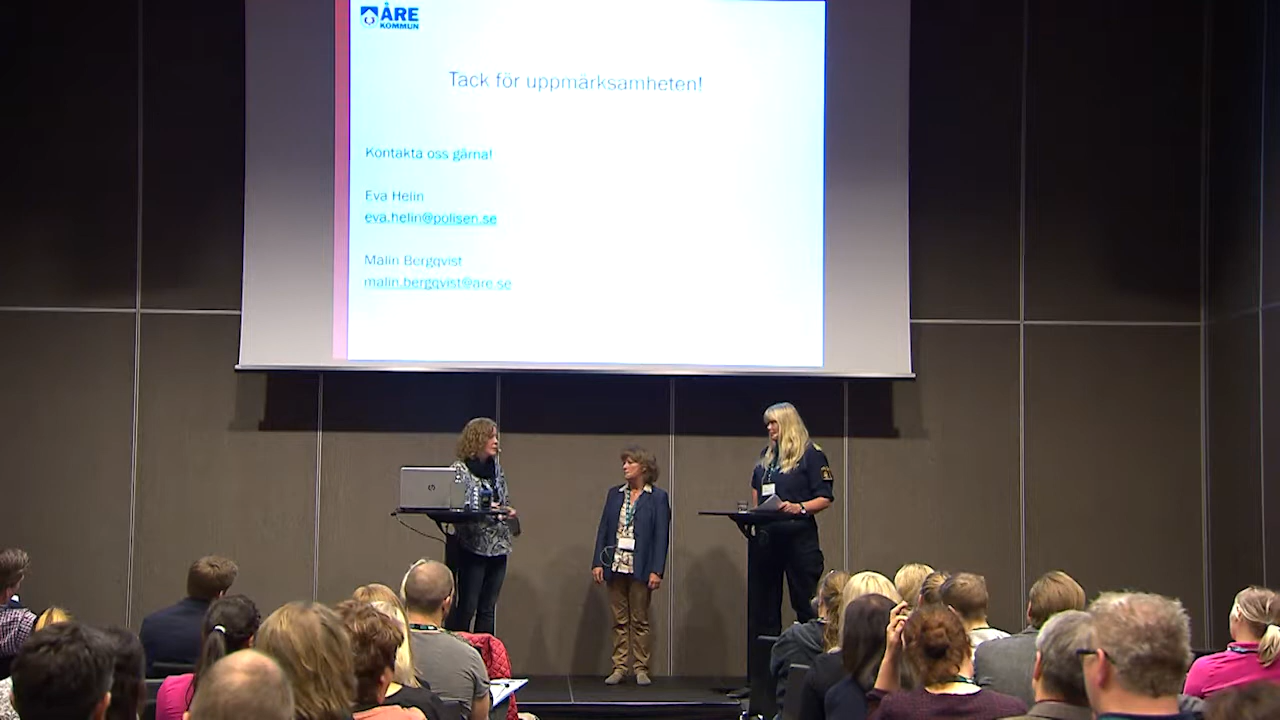 ÅRE
KOMMUN
Tack för uppmärksamheten!
Kontakta oss gärna!
Eva Helin
eva.helin@polisen.se
Malin Bergqvist
malin.bergqvist@are.se
hp